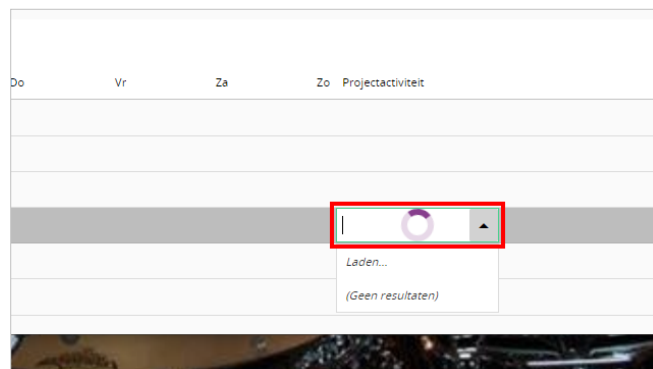 Do Vr Za Zo Projectactiviteit
Laden...
(Geen resultaten)